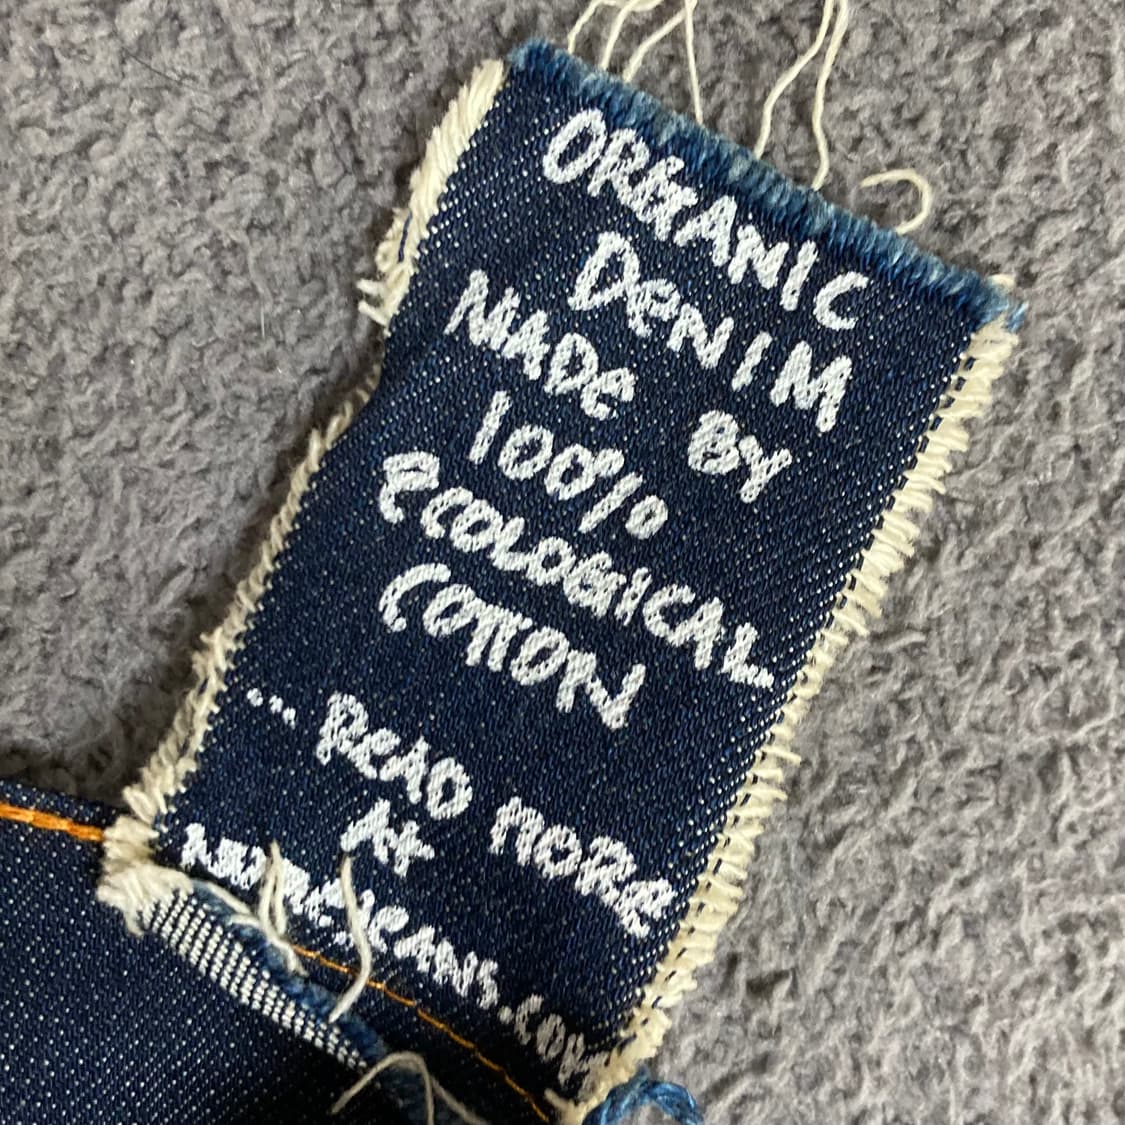 ORGANIC
DENIM
MADE BY
100%
ECOLOGICAL
COTTON
... READ MORE
At
NUDIEJEANS.COM